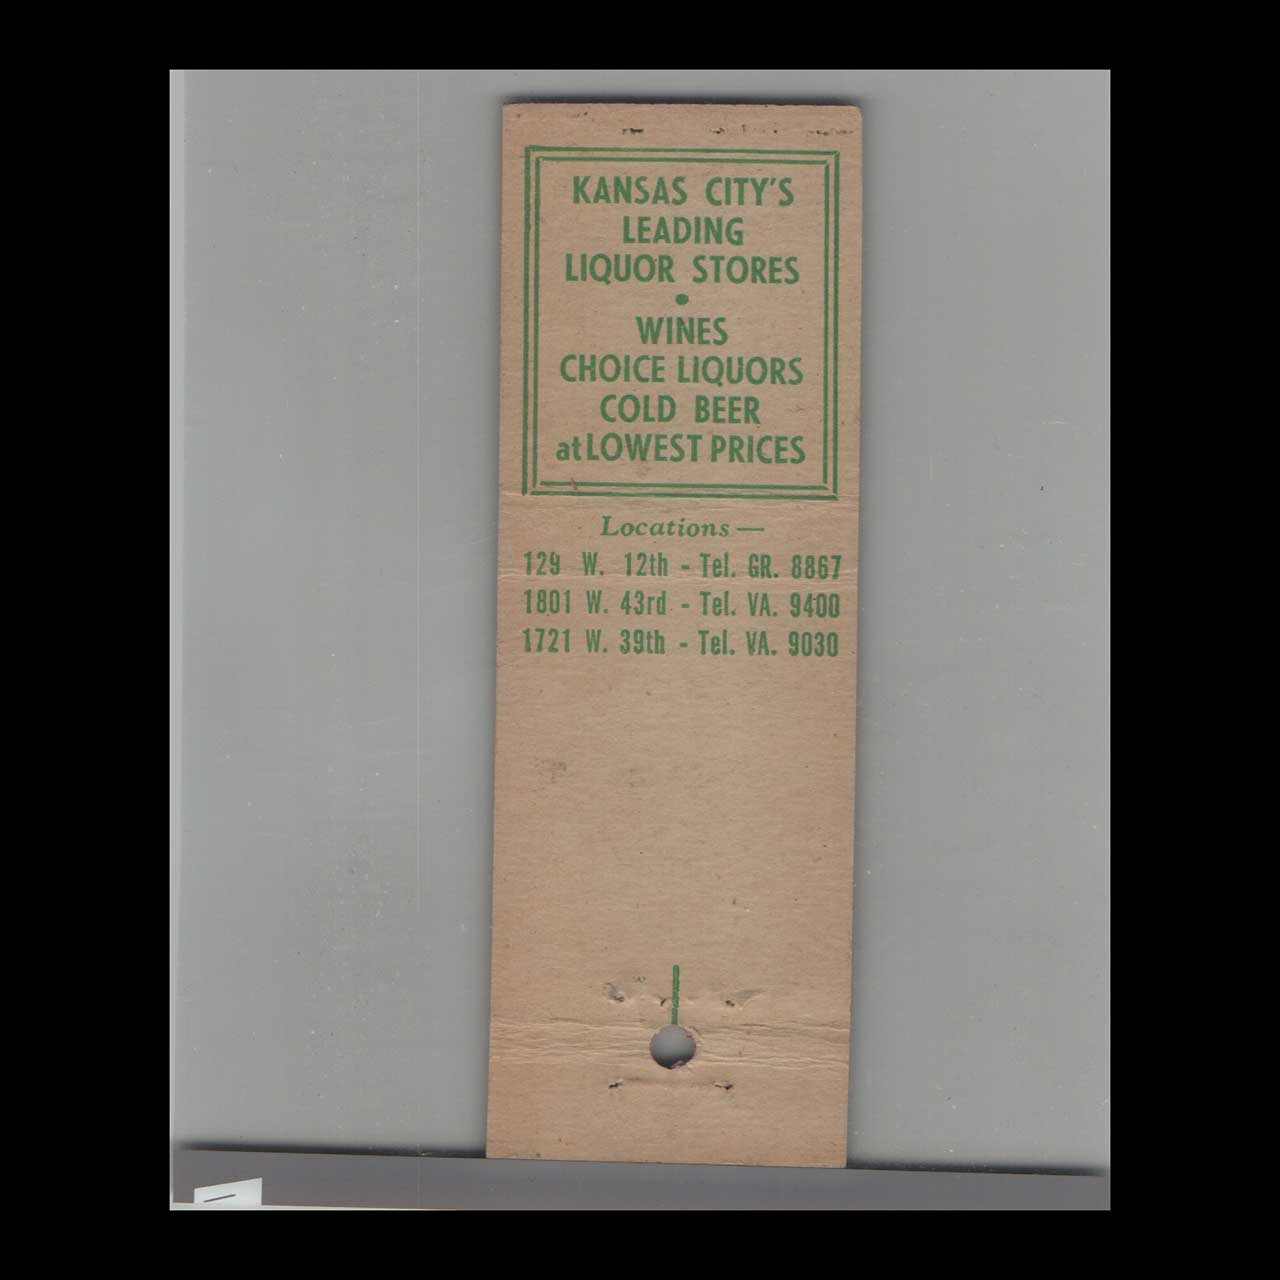 KANSAS CITY'S
LEADING
LIQUOR STORES
•
WINES
CHOICE LIQUORS
COLD BEER
at LOWEST PRICES
Locations—
129 W. 12th - Tel. GR. 8867
1801 W. 43rd - Tel. VA. 9400
1721 W. 39th - Tel. VA. 9030